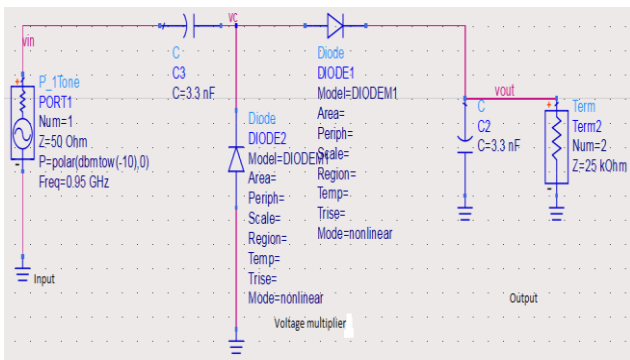 vin
P_1Tone
PORT1
Num=1
Z=50 Ohm
P=polar(dbmtow(-10),0)
Freq=0.95 GHz
Input
C
C3
C=3.3 nF
vc
Diode
DIODE2
Model=DIODEM1
Area=
Periph=
Scale=
Region=
Temp=
Trise=
Mode=nonlinear
Voltage multiplier
Diode
DIODE1
Model=DIODEM1
Area=
Periph=
Scale=
Region=
Temp=
Trise=
Mode=nonlinear
vout
C
C2
C=3.3 nF
Term
Term2
Num=2
Z=25 kOhm
Output